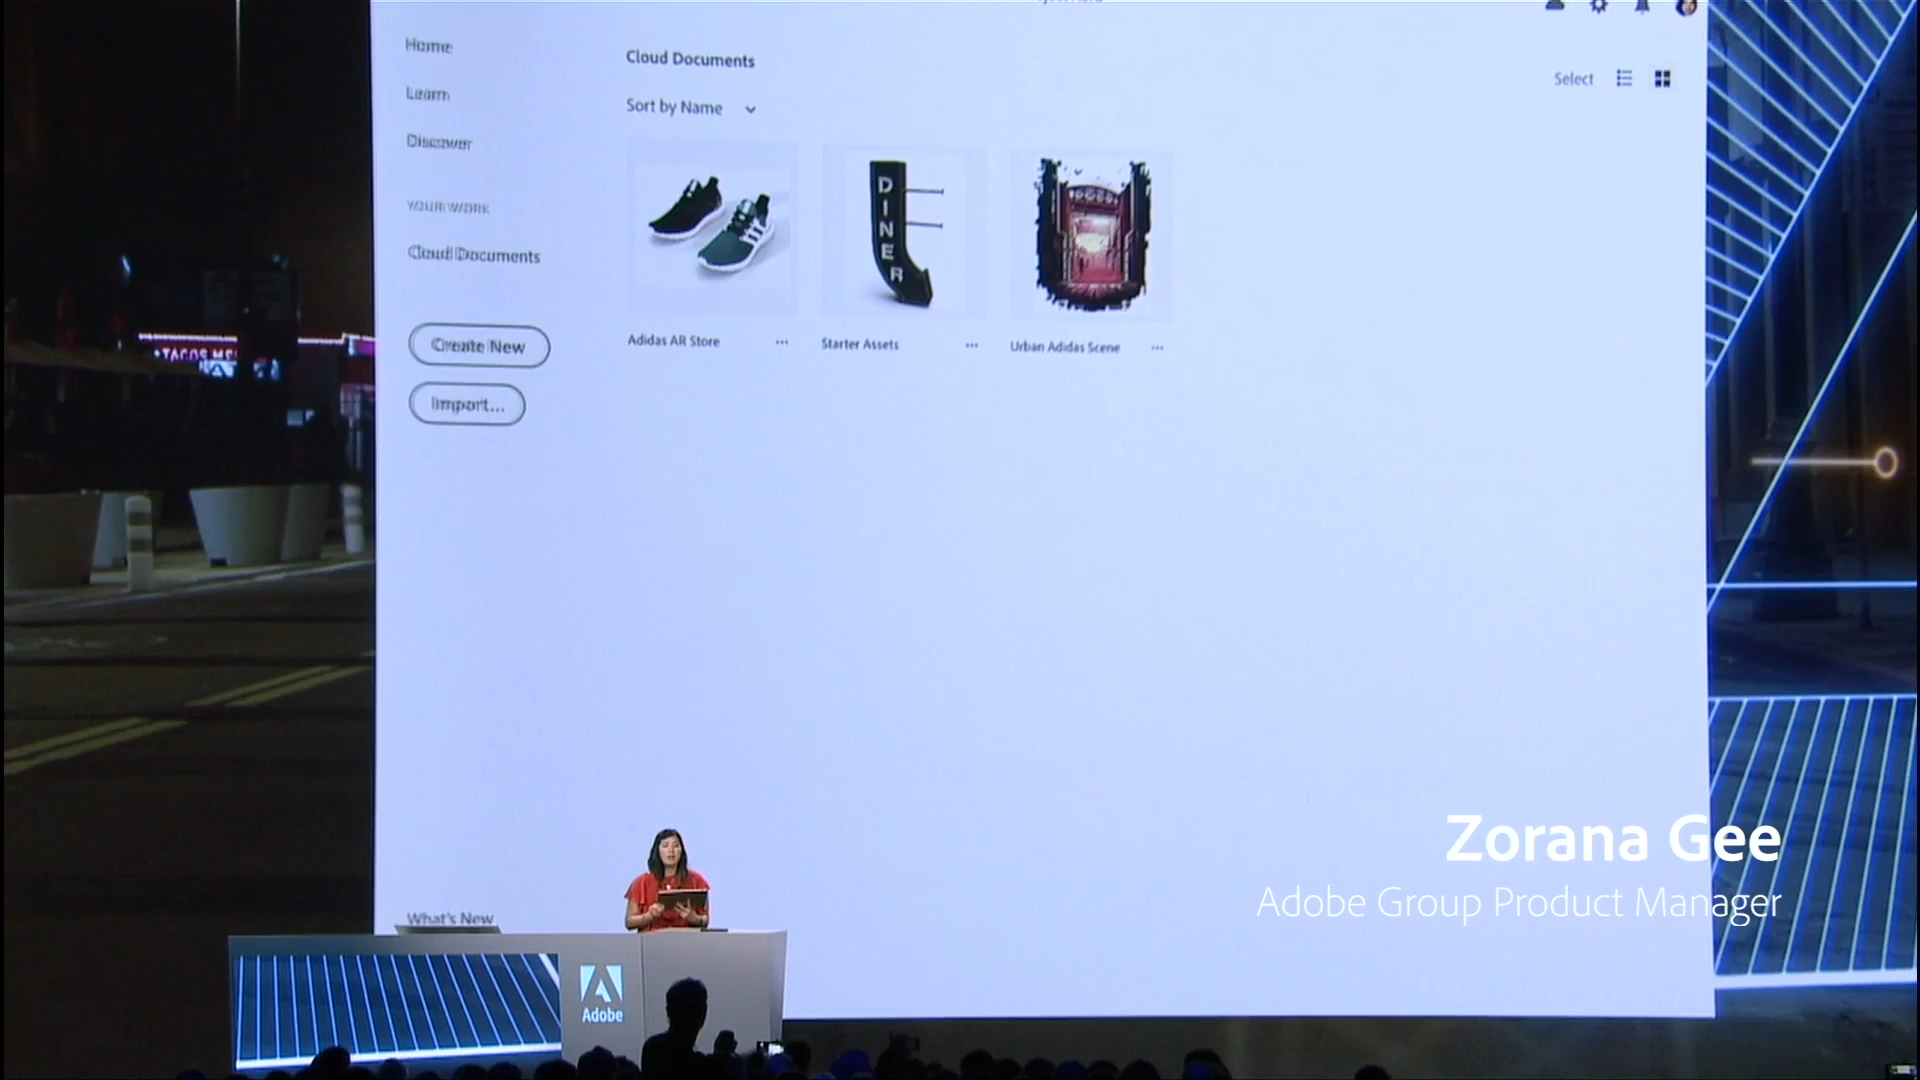 Home
Learn
Discover
YOUR WORK
Cloud Documents
Create New
Import...
What's New
Cloud Documents
Sort by Name
Select
DINER
Adidas AR Store
Starter Assets
Urban Adidas Scene
Zorana Gee
Adobe Group Product Manager
Adobe